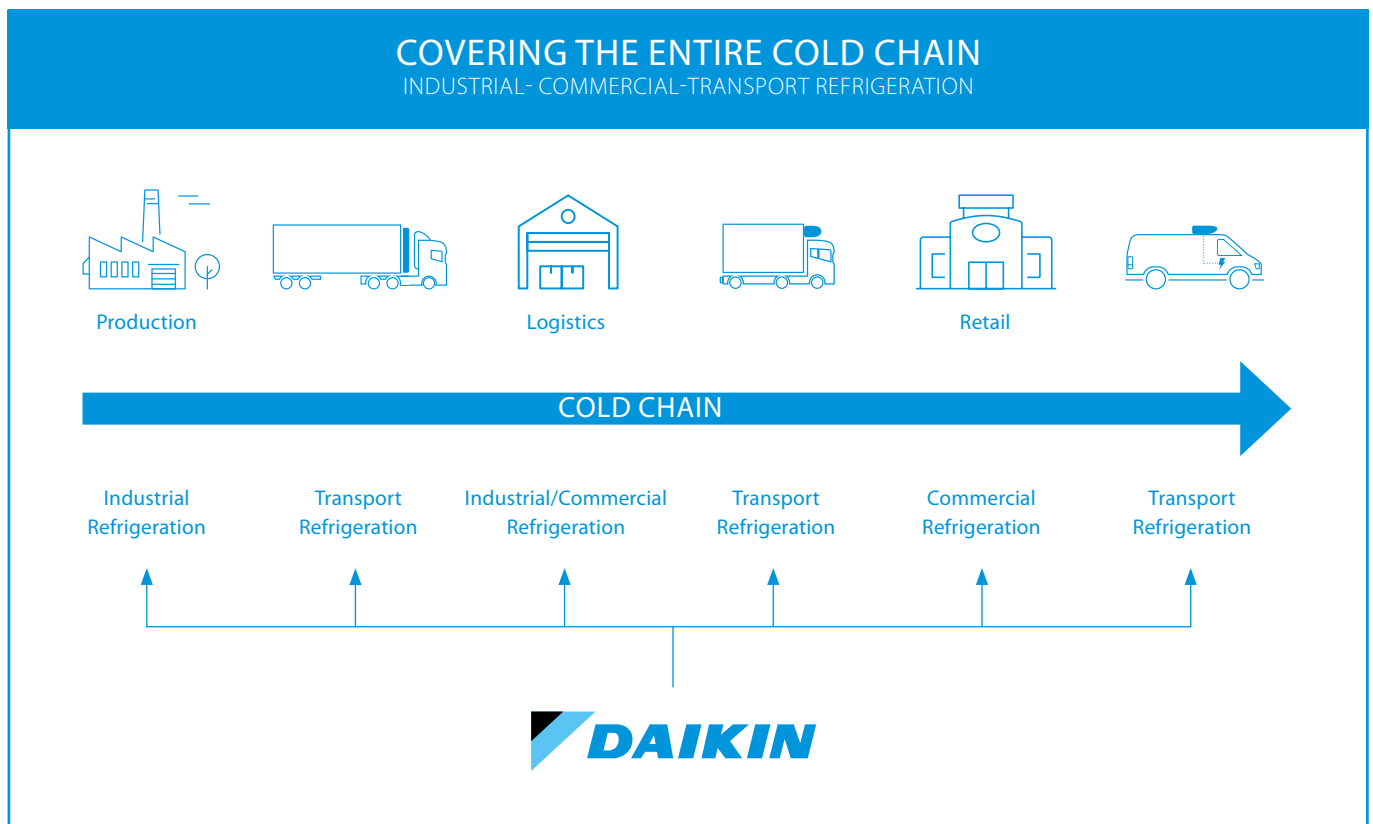 COVERING THE ENTIRE COLD CHAIN
INDUSTRIAL- COMMERCIAL-TRANSPORT REFRIGERATION
Production
Logistics
Retail
COLD CHAIN
Industrial
Refrigeration
Transport
Refrigeration
Industrial/Commercial
Refrigeration
Transport
Refrigeration
Commercial
Refrigeration
Transport
Refrigeration
DAIKIN